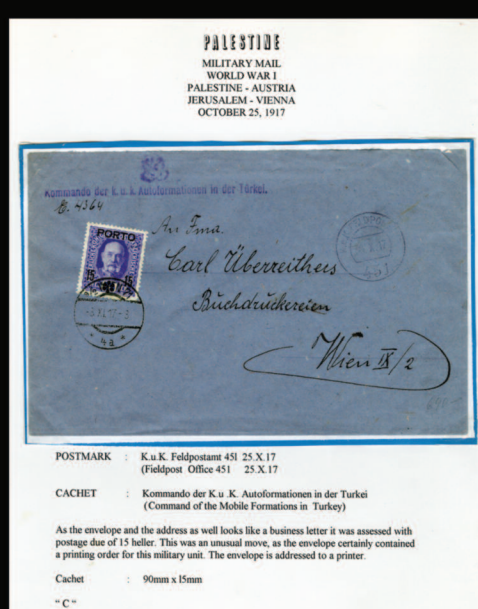 PALESTINE
MILITARY MAIL
WORLD WAR I
PALESTINE - AUSTRIA
JERUSALEM - VIENNA
OCTOBER 25, 1917
Kommando der k. u. k. Autoformationen in der Türkei.
4364
PORTO
15 15
An Fma.
Carl Überreithers
Buchdruckereien
Wien IX/2
451
4a
POSTMARK : K.u.K. Feldpostamt 451 25.X.17
(Fieldpost Office 451 25.X.17
CACHET : Kommando der K.u .K. Autoformationen in der Turkei
(Command of the Mobile Formations in Turkey)
As the envelope and the address as well looks like a business letter it was assessed with
postage due of 15 heller. This was an unusual move, as the envelope certainly contained
a printing order for this military unit. The envelope is addressed to a printer.
Cachet : 90mm x 15mm
" C "